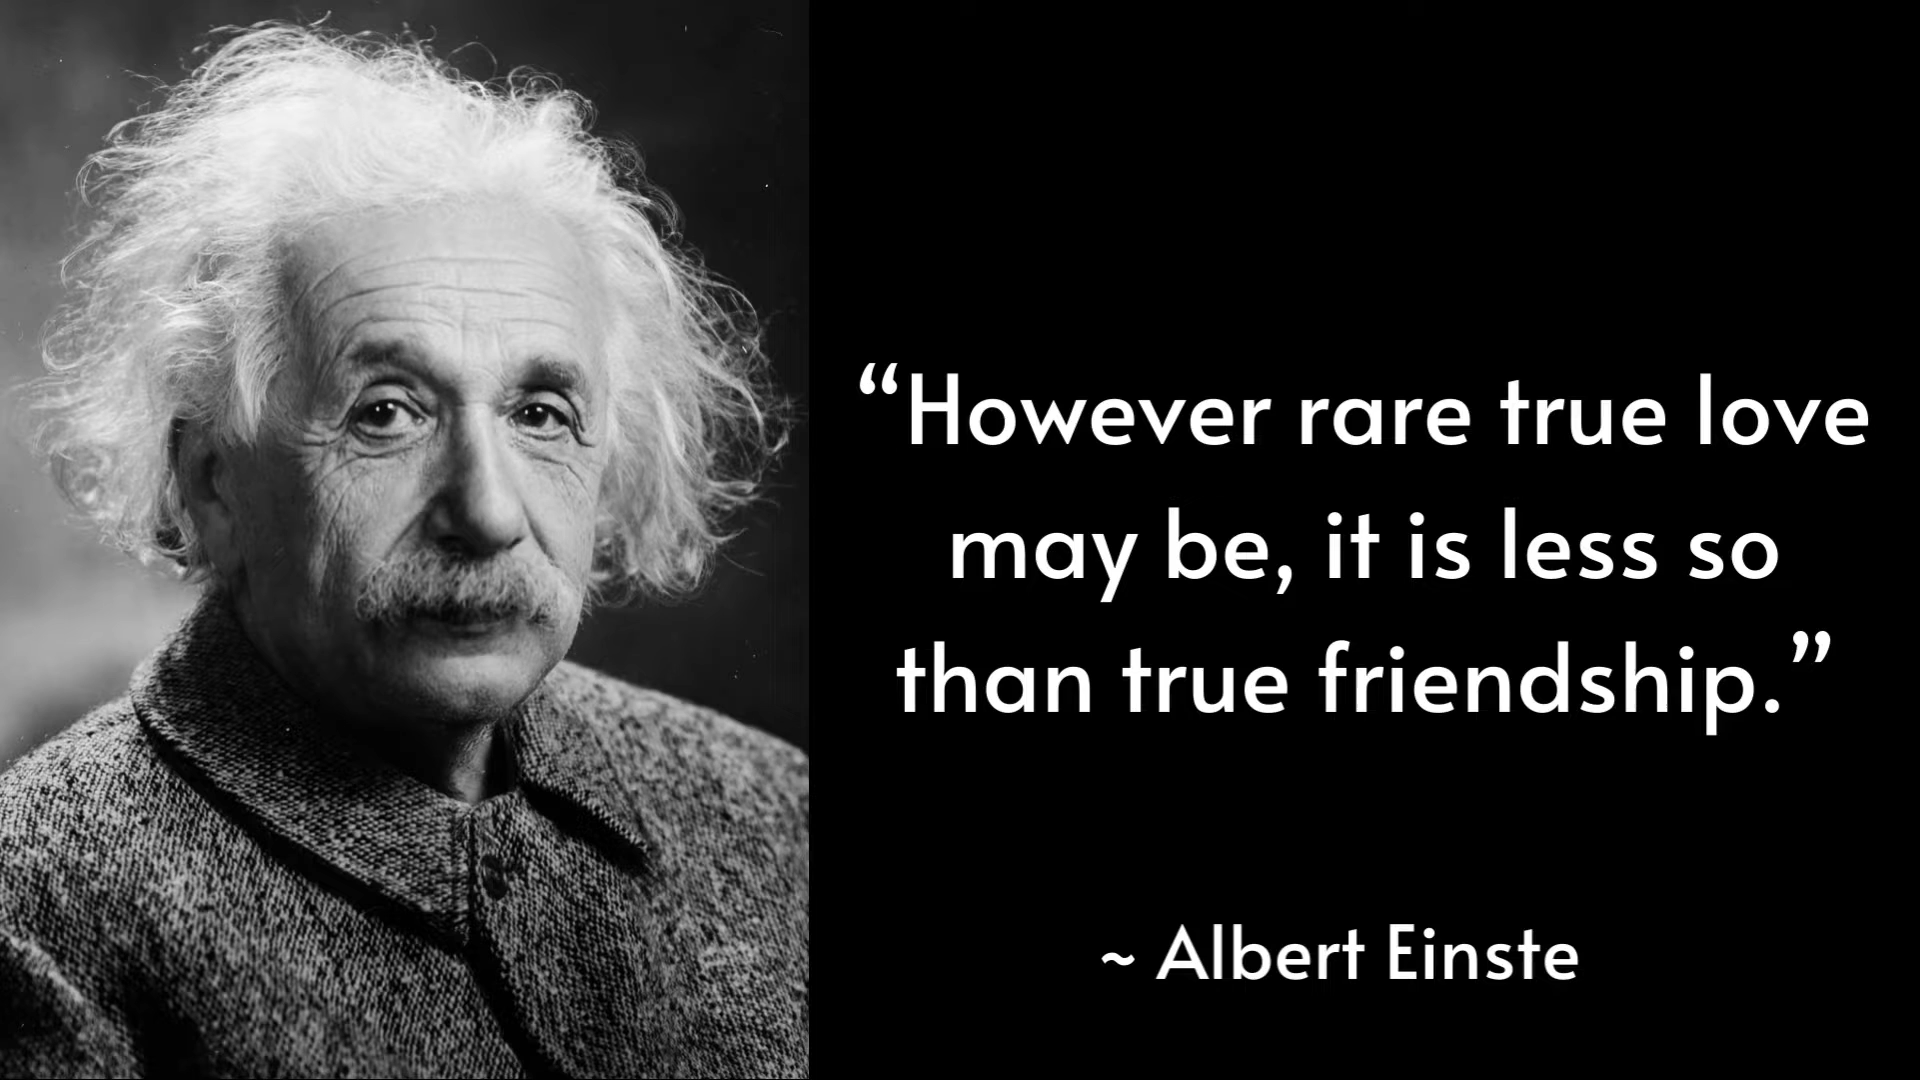 “However rare true love
may be, it is less so
than true friendship.”
~ Albert Einste